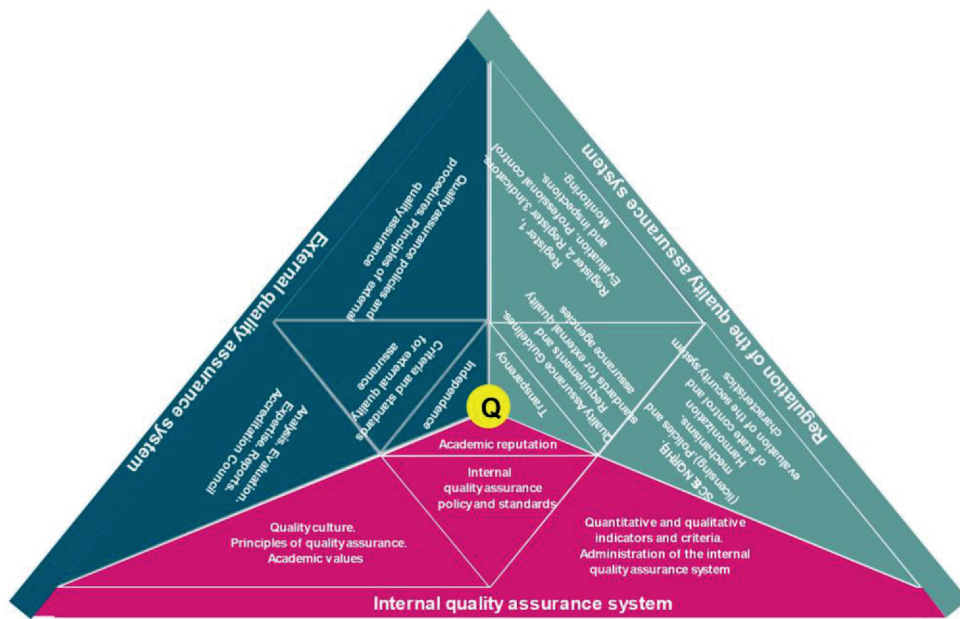 External quality assurance system
Quality assurance policies and
procedures. Principles of external
quality assurance
Criteria and standards
for external quality
assurance
Independence
Analysis. Evaluation.
Expertise. Reports.
Accreditation Council
Regulation of the quality assurance system
Register 1,
Register 2, Register 3.Indicators.
Evaluation. Professional control
and inspections.
Monitoring.
Transparency
Quality Assurance Guidelines.
Requirements and
standards for external quality
assurance agencies
(licensing) Policies and
mechanisms.
Harmonization.
of state control and
evaluation of the security system
characteristics
Q
Academic reputation
Internal
quality assurance
policy and standards
Quality culture.
Principles of quality assurance.
Academic values
Quantitative and qualitative
indicators and criteria.
Administration of the internal
quality assurance system
Internal quality assurance system